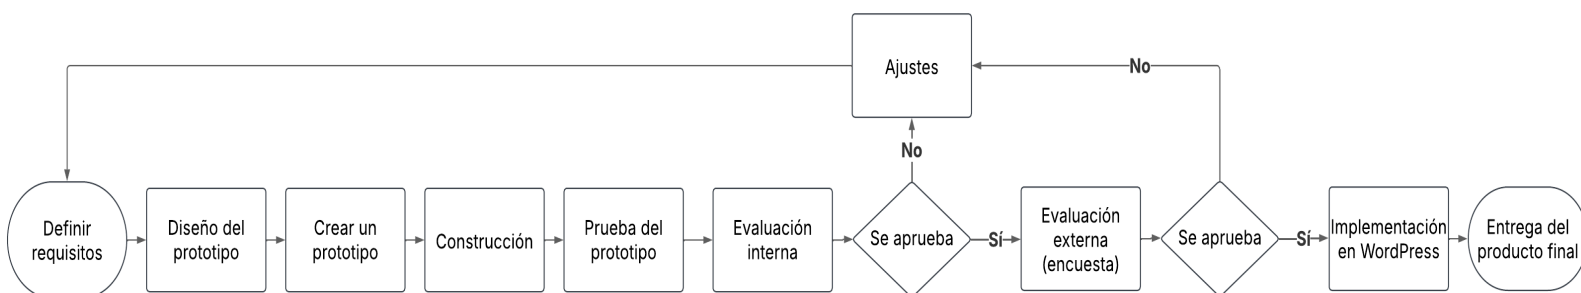 Ajustes
No
No
Definir
requisitos
Diseño del
prototipo
Crear un
prototipo
Construcción
Prueba del
prototipo
Evaluación
interna
Se aprueba
Sí
Evaluación
externa
(encuesta)
Se aprueba
Sí
Implementación
en WordPress
Entrega del
producto final